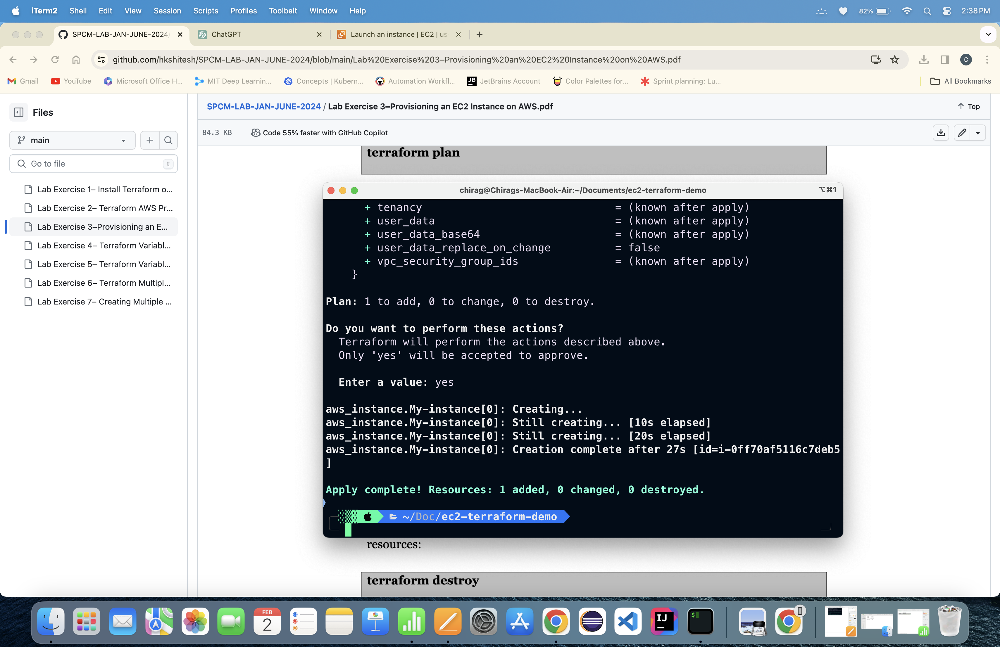 iTerm2 Shell Edit View Session Scripts Profiles Toolbelt Window Help 82% 2:38 PM
SPCM-LAB-JAN-JUNE-2024/ ChatGPT Launch an instance | EC2 | us
github.com/hkshitesh/SPCM-LAB-JAN-JUNE-2024/blob/main/Lab%20Exercise%203–Provisioning%20an%20EC2%20Instance%20on%20AWS.pdf C
Gmail YouTube Microsoft Office H... MIT Deep Learnin... Concepts | Kubern... Automation Workfl... JB JetBrains Account Color Palettes for... Sprint planning: Lu... All Bookmarks
Files
main
Go to file t
Lab Exercise 1– Install Terraform o...
Lab Exercise 2– Terraform AWS Pr...
Lab Exercise 3–Provisioning an E...
Lab Exercise 4– Terraform Variabl...
Lab Exercise 5– Terraform Variabl...
Lab Exercise 6– Terraform Multipl...
Lab Exercise 7– Creating Multiple ...
SPCM-LAB-JAN-JUNE-2024 / Lab Exercise 3–Provisioning an EC2 Instance on AWS.pdf Top
84.3 KB Code 55% faster with GitHub Copilot
terraform plan
chirag@Chirags-MacBook-Air:~/Documents/ec2-terraform-demo ⌥⌘1
+ tenancy = (known after apply)
+ user_data = (known after apply)
+ user_data_base64 = (known after apply)
+ user_data_replace_on_change = false
+ vpc_security_group_ids = (known after apply)
}
Plan: 1 to add, 0 to change, 0 to destroy.
Do you want to perform these actions?
Terraform will perform the actions described above.
Only 'yes' will be accepted to approve.
Enter a value: yes
aws_instance.My-instance[0]: Creating...
aws_instance.My-instance[0]: Still creating... [10s elapsed]
aws_instance.My-instance[0]: Still creating... [20s elapsed]
aws_instance.My-instance[0]: Creation complete after 27s [id=i-0ff70af5116c7deb5
]
Apply complete! Resources: 1 added, 0 changed, 0 destroyed.
~/Doc/ec2-terraform-demo
resources:
terraform destroy
FEB
2
IJ
$